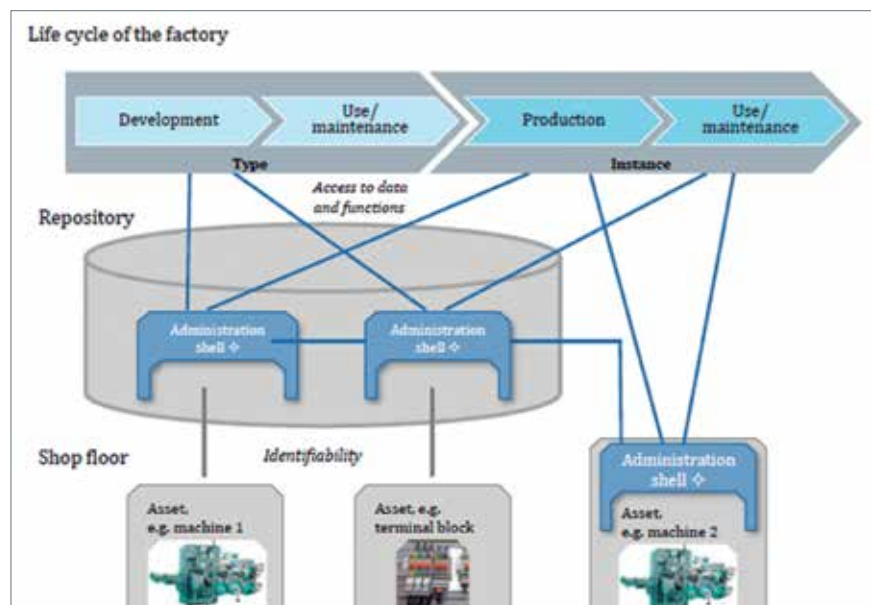 Life cycle of the factory
Development
Use/
maintenance
Production
Use/
maintenance
Type
Instance
Access to data
and functions
Repository
Administration
shell ✧
Administration
shell ✧
Shop floor
Identifiability
Administration
shell ✧
Asset,
e.g. machine 1
Asset, e.g.
terminal block
Asset,
e.g. machine 2